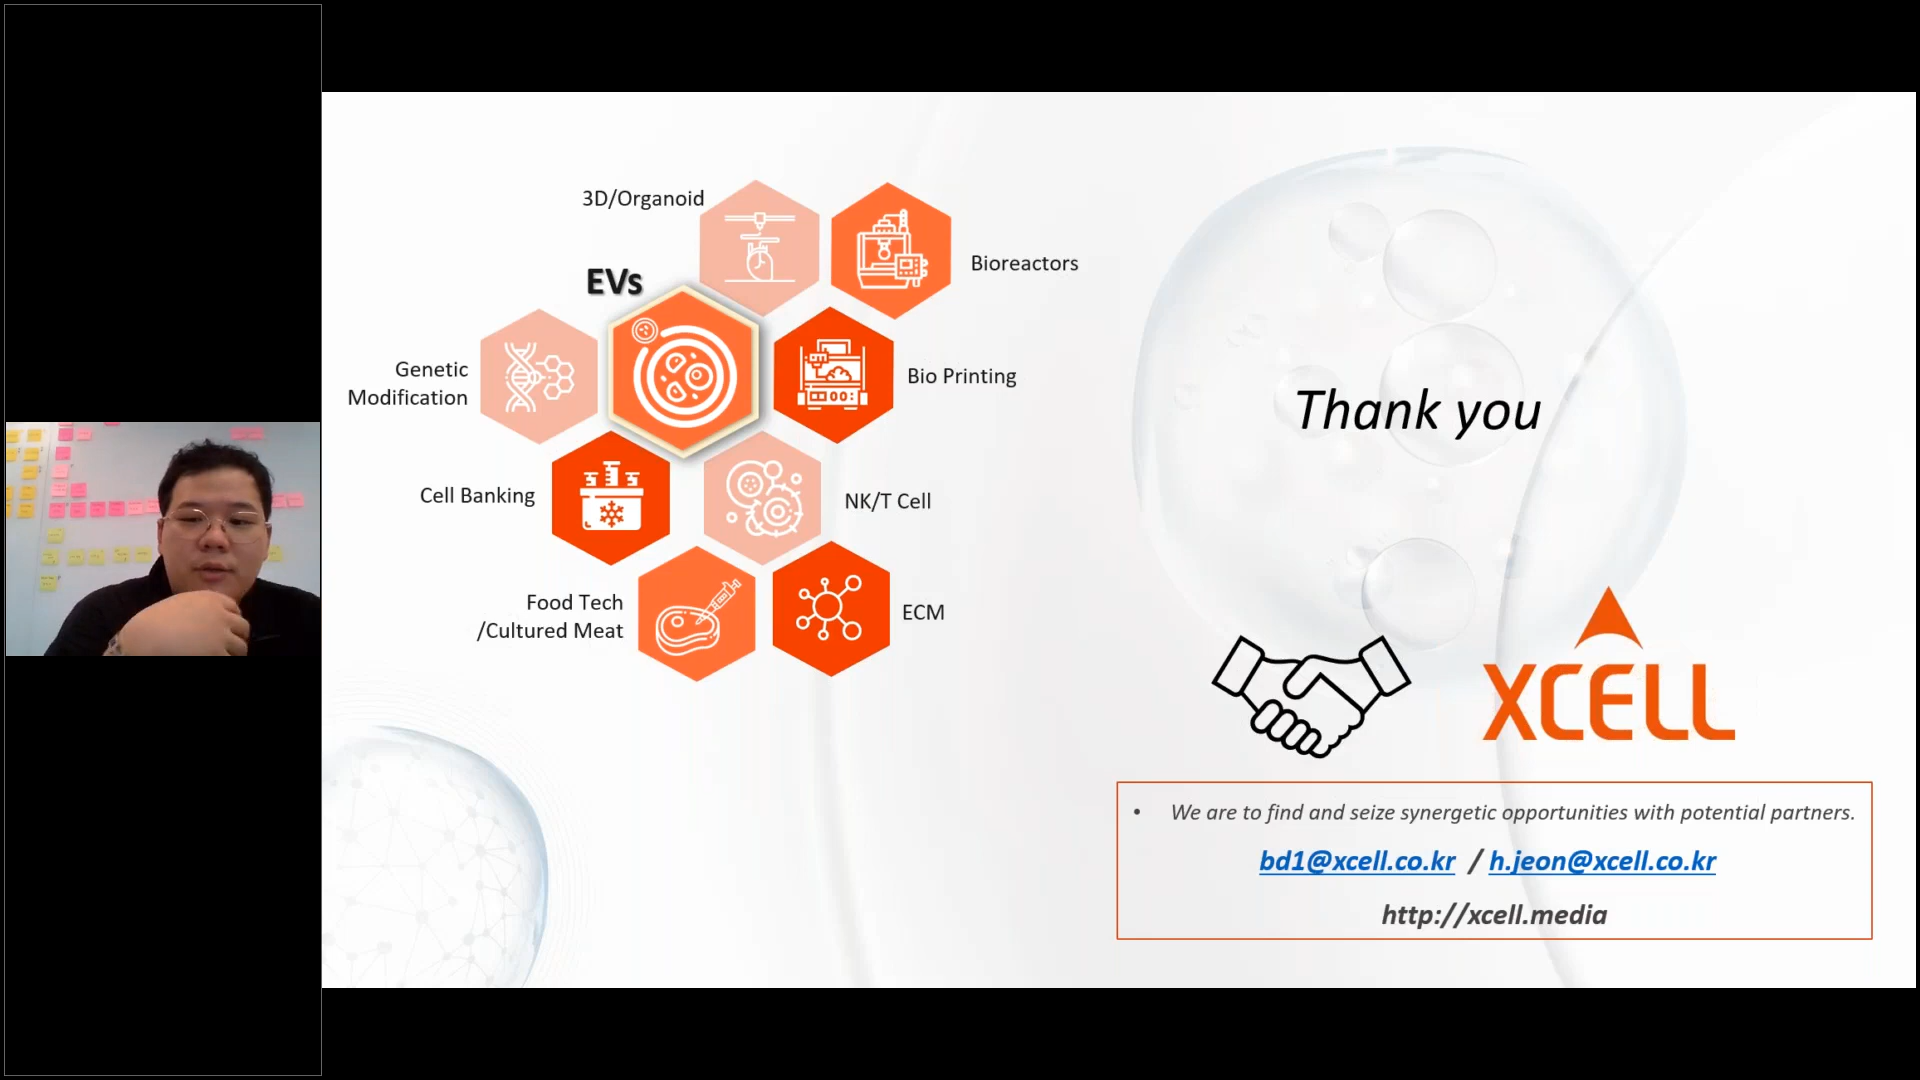 3D/Organoid
Bioreactors
EVs
Genetic
Modification
Bio Printing
Cell Banking
NK/T Cell
Food Tech
/Cultured Meat
ECM
Thank you
XCELL
• We are to find and seize synergetic opportunities with potential partners.
bd1@xcell.co.kr / h.jeon@xcell.co.kr
http://xcell.media